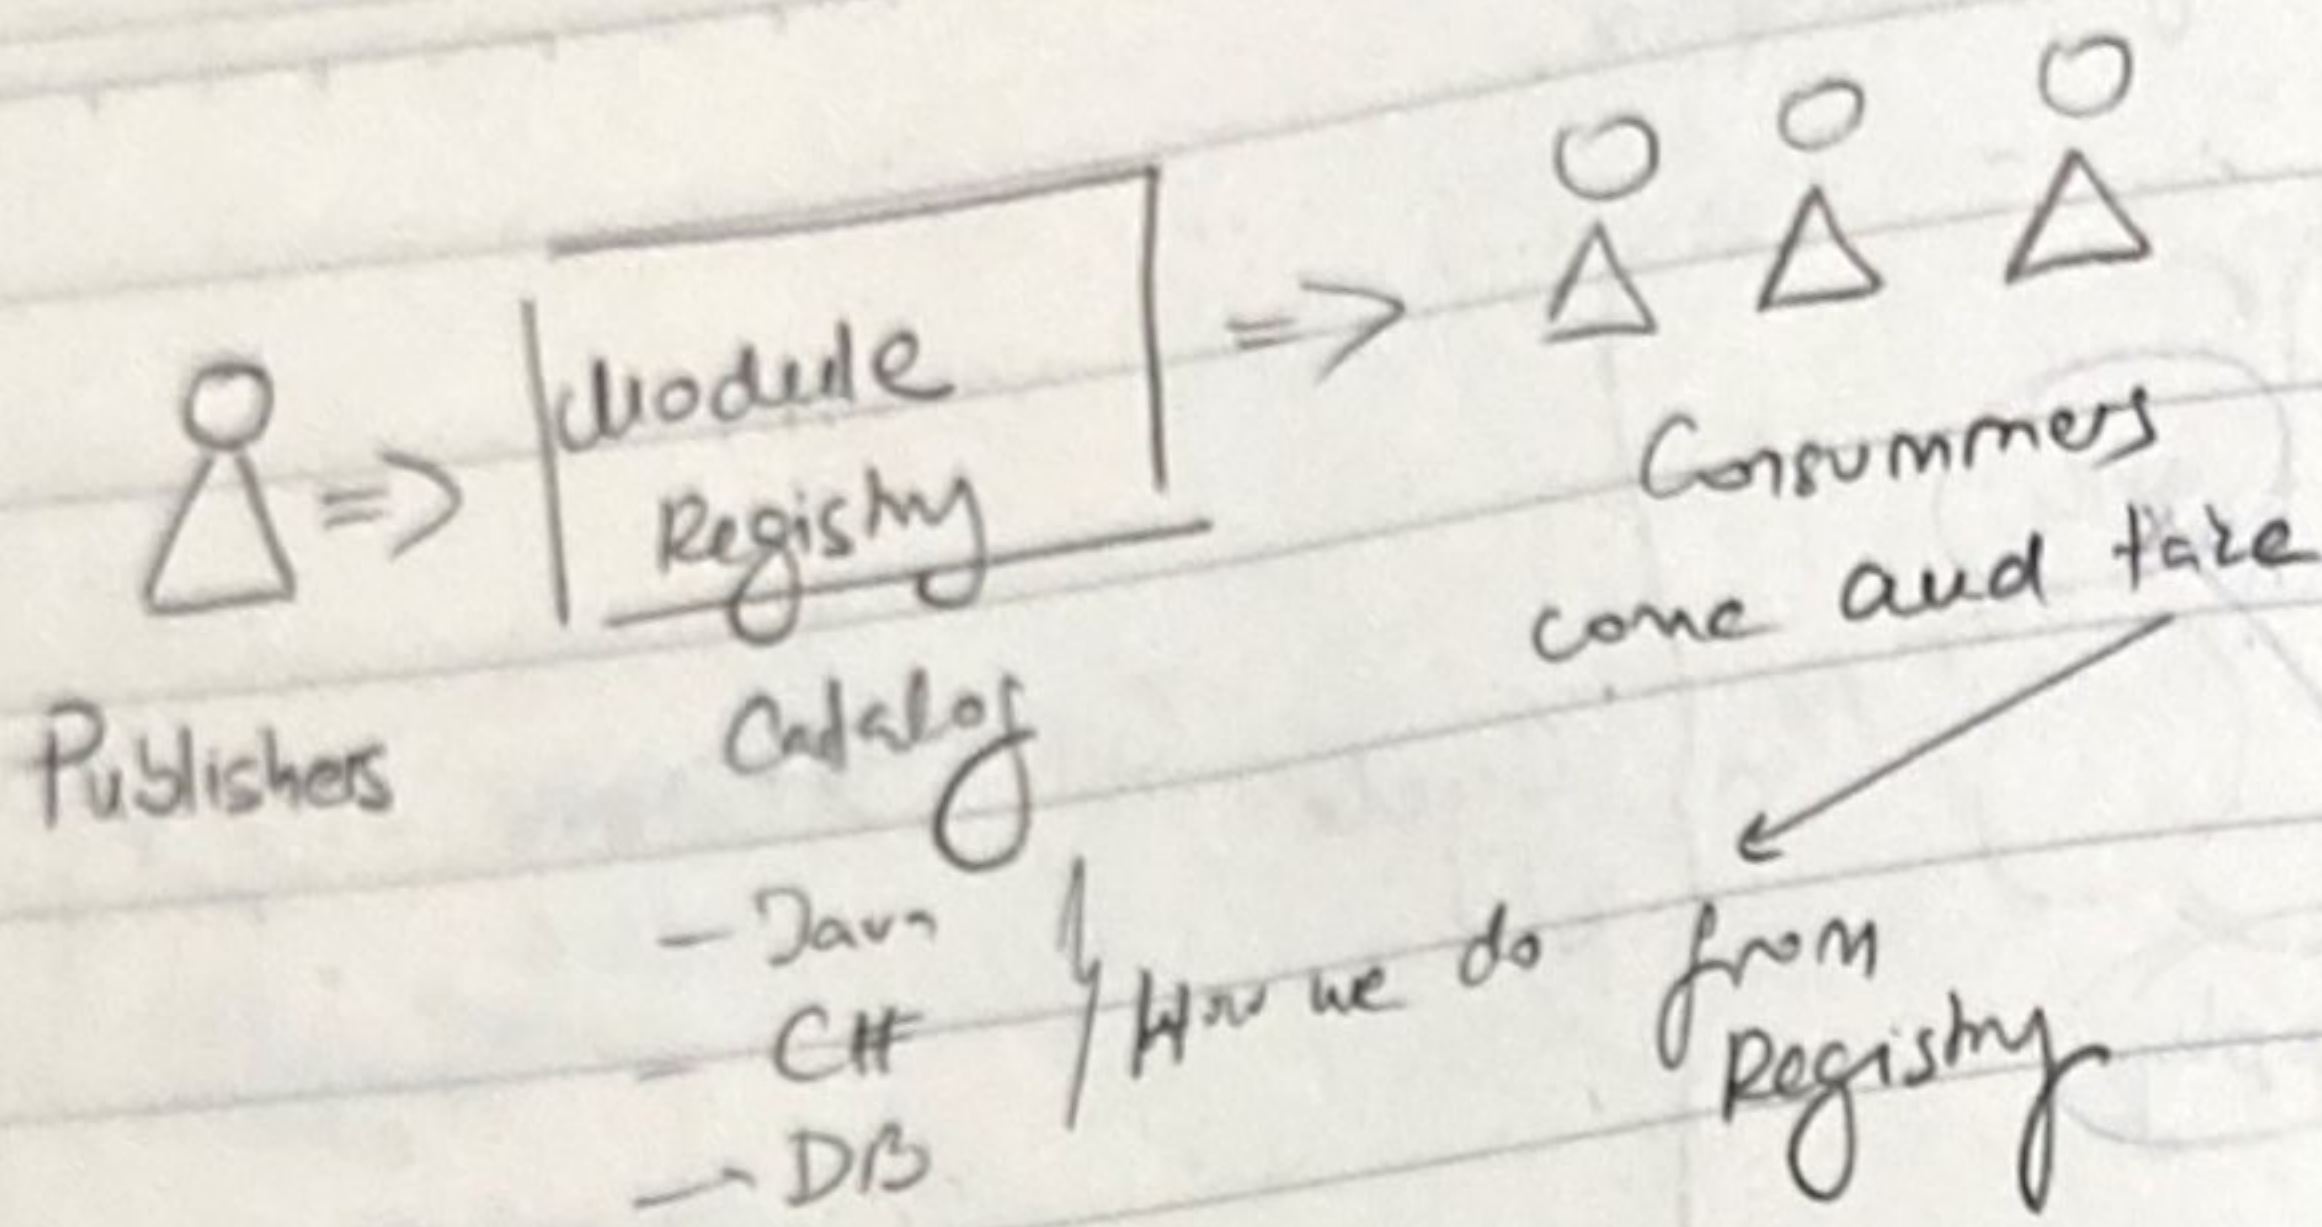 Module
Registry
Publishers
Catalog
- Java
- C#
- DB
How we do
Consummers
come and take
from
Registry